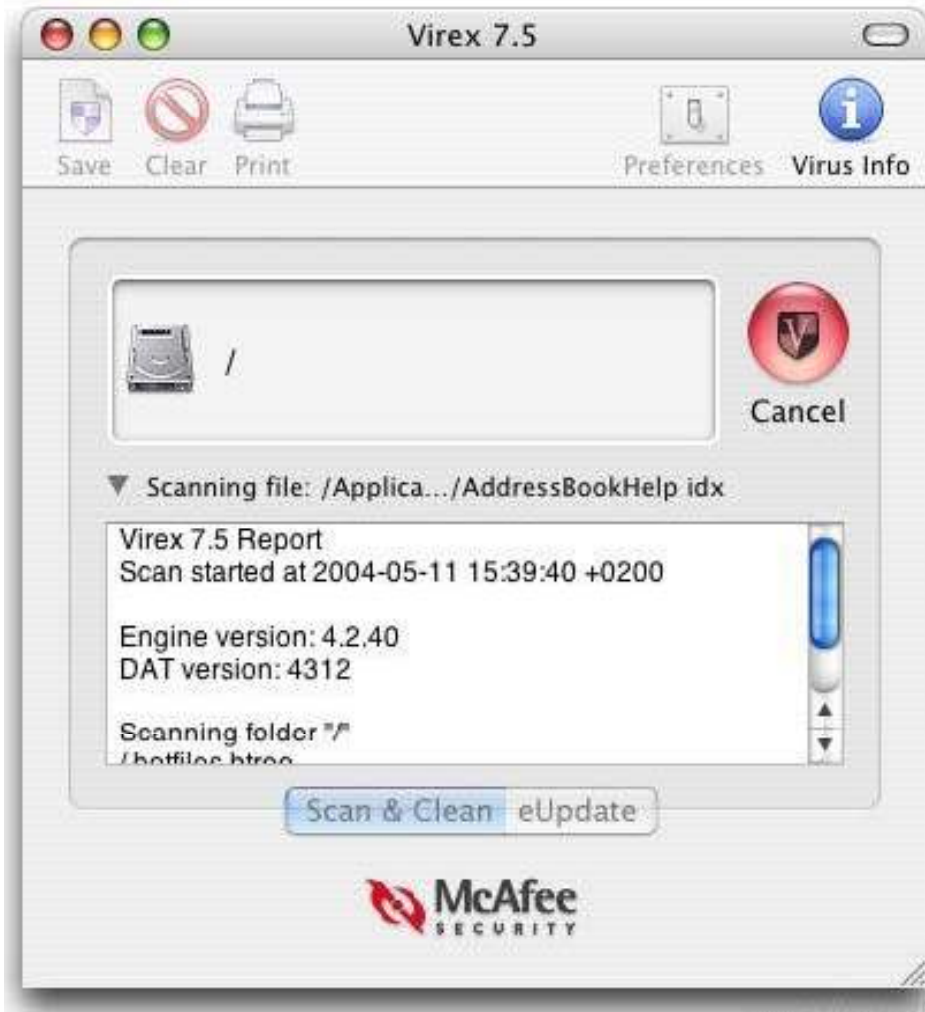 Virex 7.5
Save Clear Print Preferences Virus Info
/
Cancel
Scanning file: /Applica.../AddressBookHelp idx
Virex 7.5 Report
Scan started at 2004-05-11 15:39:40 +0200
Engine version: 4.2.40
DAT version: 4312
Scanning folder "/"
/.hotfiles.btree
Scan & Clean eUpdate
McAfee
SECURITY